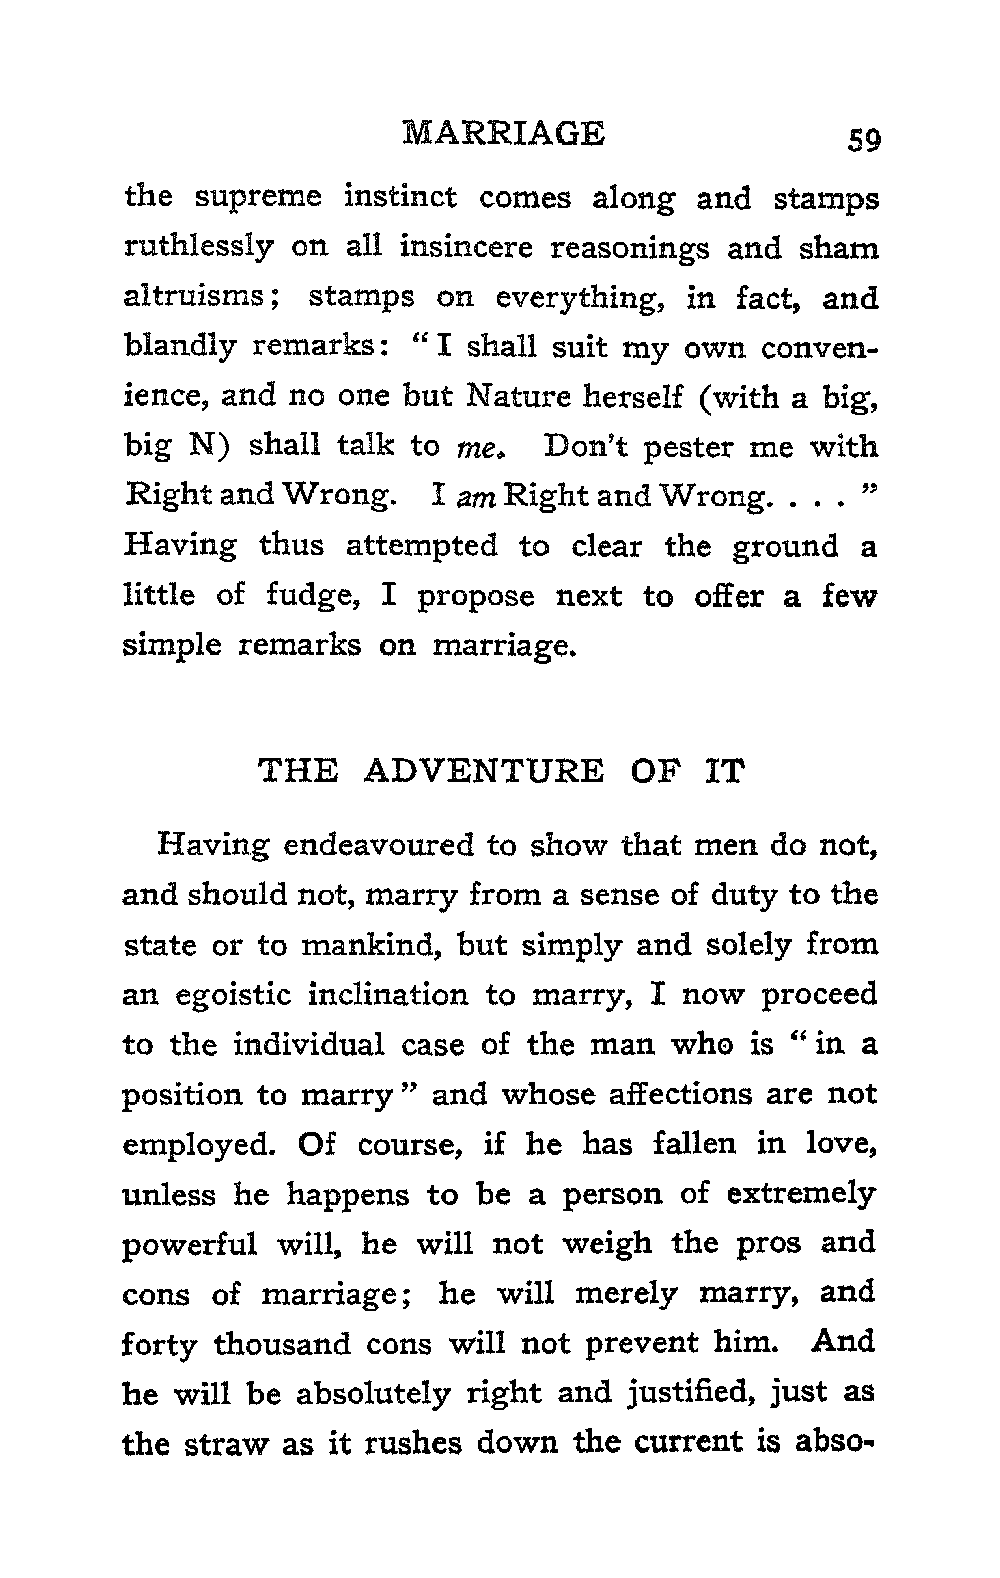 MARRIAGE 59
the supreme instinct comes along and stamps
ruthlessly on all insincere reasonings and sham
altruisms; stamps on everything, in fact, and
blandly remarks: “I shall suit my own conven-
ience, and no one but Nature herself (with a big,
big N) shall talk to me. Don’t pester me with
Right and Wrong. I am Right and Wrong. . . . ”
Having thus attempted to clear the ground a
little of fudge, I propose next to offer a few
simple remarks on marriage.
THE ADVENTURE OF IT
Having endeavoured to show that men do not,
and should not, marry from a sense of duty to the
state or to mankind, but simply and solely from
an egoistic inclination to marry, I now proceed
to the individual case of the man who is “in a
position to marry” and whose affections are not
employed. Of course, if he has fallen in love,
unless he happens to be a person of extremely
powerful will, he will not weigh the pros and
cons of marriage; he will merely marry, and
forty thousand cons will not prevent him. And
he will be absolutely right and justified, just as
the straw as it rushes down the current is abso-